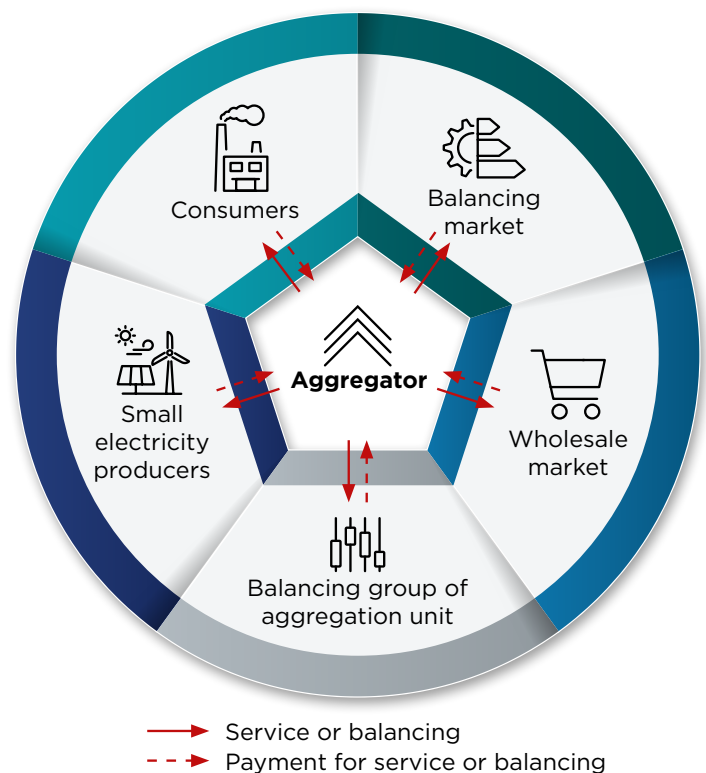 Consumers
Balancing
market
Aggregator
Small
electricity
producers
Wholesale
market
Balancing group of
aggregation unit
Service or balancing
Payment for service or balancing